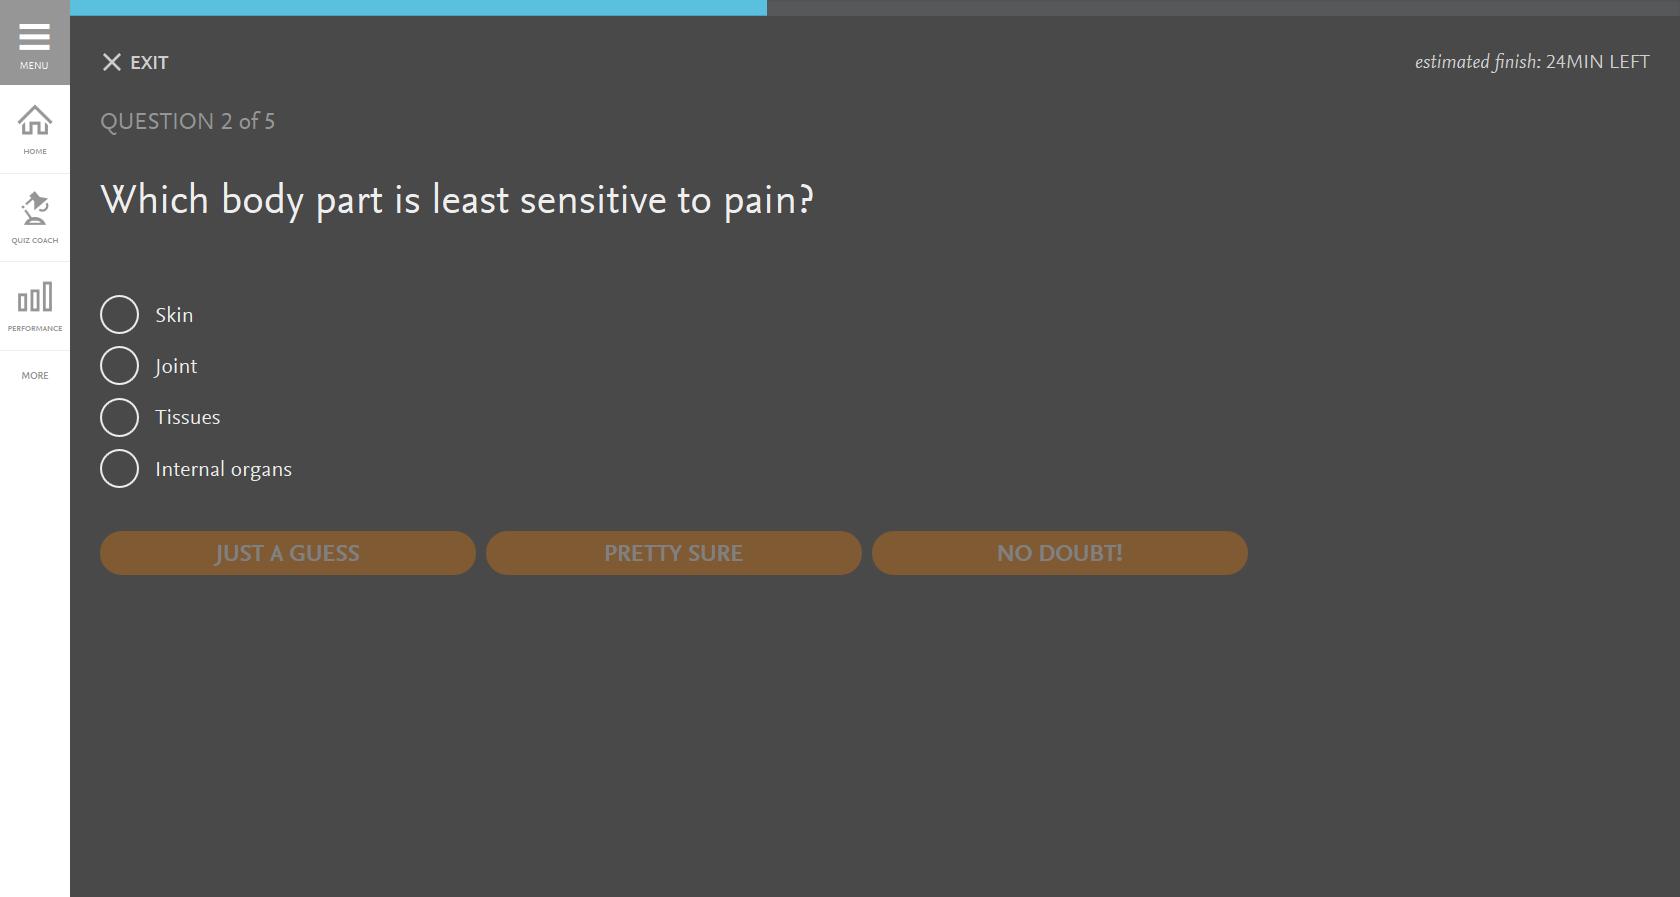 MENU
HOME
QUIZ COACH
PERFORMANCE
MORE
EXIT
estimated finish: 24MIN LEFT
QUESTION 2 of 5
Which body part is least sensitive to pain?
Skin
Joint
Tissues
Internal organs
JUST A GUESS
PRETTY SURE
NO DOUBT!